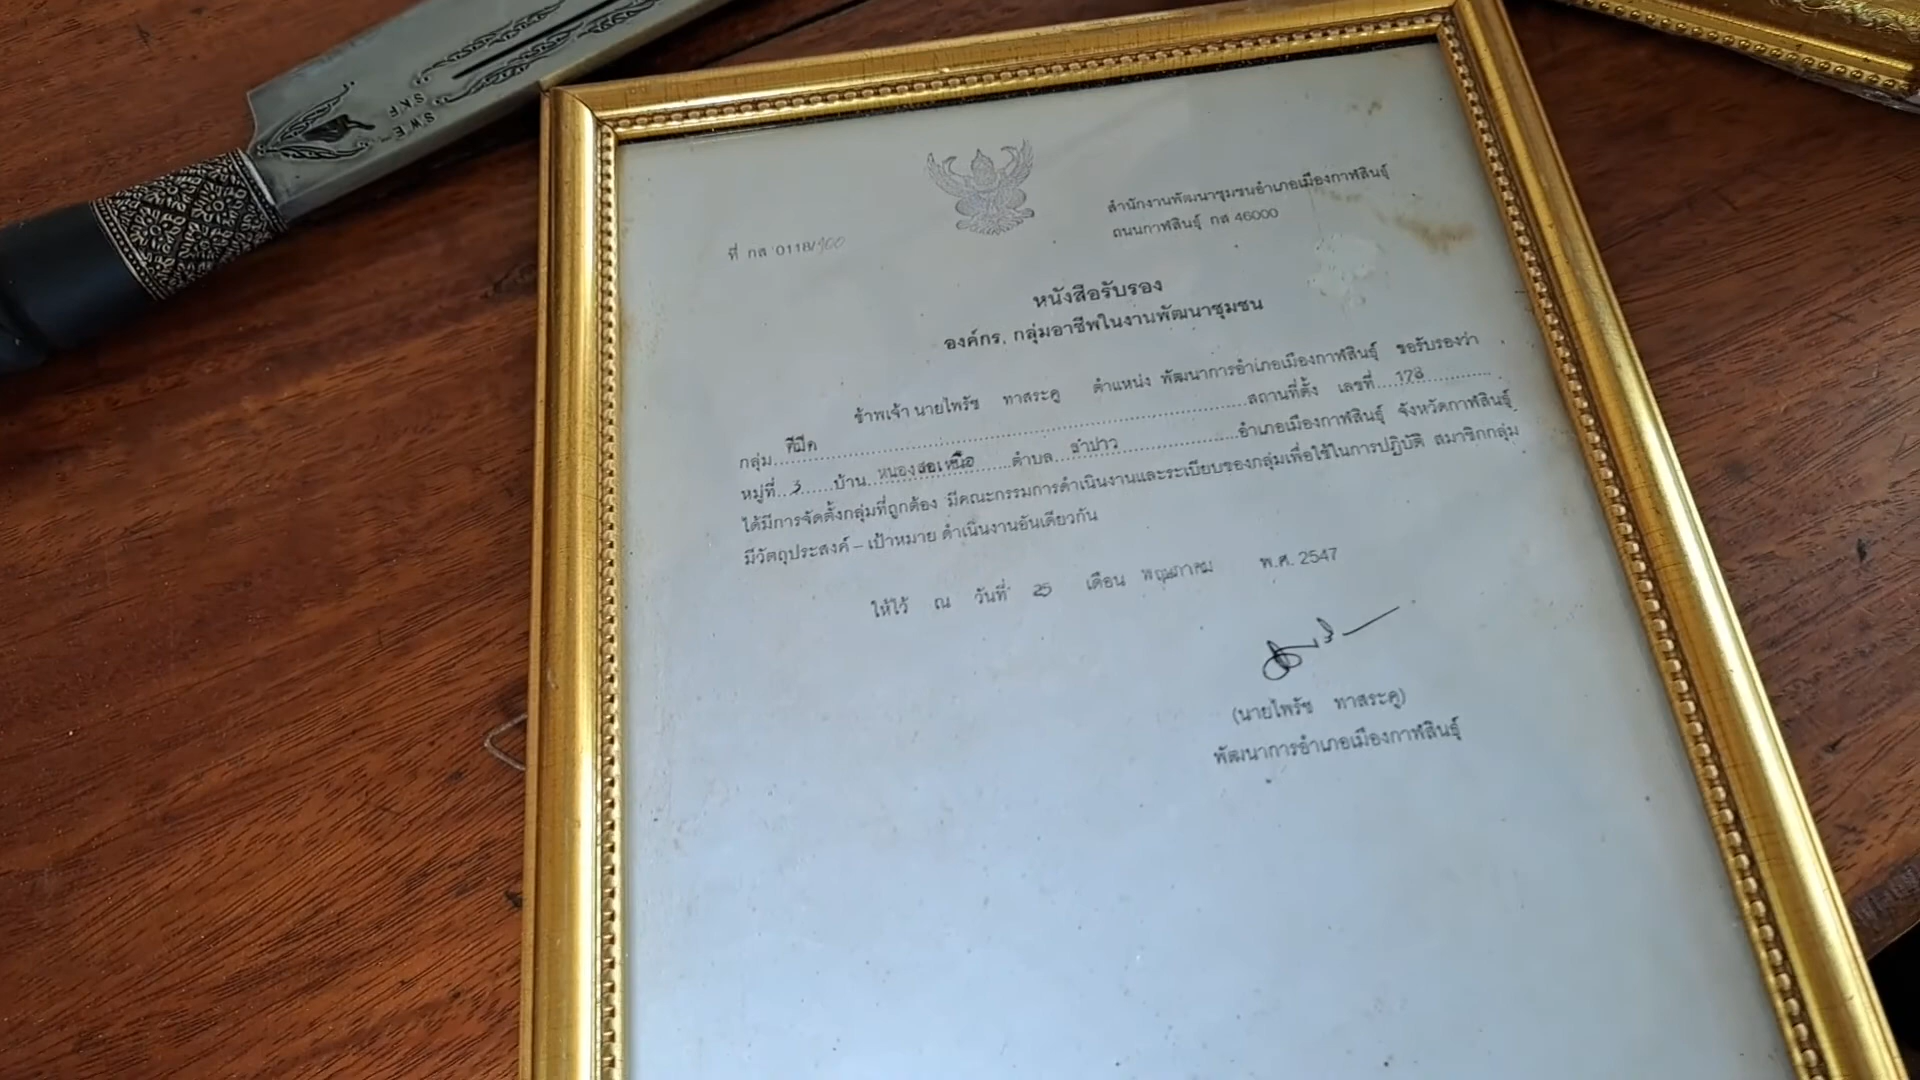 SKF
SWE
ที่ กส 0118/400
สำนักงานพัฒนาชุมชนอำเภอเมืองกาฬสินธุ์
ถนนกาฬสินธุ์ กส 46000
หนังสือรับรอง
องค์กร, กลุ่มอาชีพในงานพัฒนาชุมชน
ข้าพเจ้า นายไพรัช ทาสระคู ตำแหน่ง พัฒนาการอำเภอเมืองกาฬสินธุ์ ขอรับรองว่า
กลุ่ม ตีมีด สถานที่ตั้ง เลขที่ 178
หมู่ที่ 3 บ้าน หนองสอเหนือ ตำบล ลำปาว อำเภอเมืองกาฬสินธุ์ จังหวัดกาฬสินธุ์
ได้มีการจัดตั้งกลุ่มที่ถูกต้อง มีคณะกรรมการดำเนินงานและระเบียบของกลุ่มเพื่อใช้ในการปฏิบัติ สมาชิกกลุ่ม
มีวัตถุประสงค์ – เป้าหมาย ดำเนินงานอันเดียวกัน
ให้ไว้ ณ วันที่ 25 เดือน พฤษภาคม พ.ศ. 2547
(นายไพรัช ทาสระคู)
พัฒนาการอำเภอเมืองกาฬสินธุ์